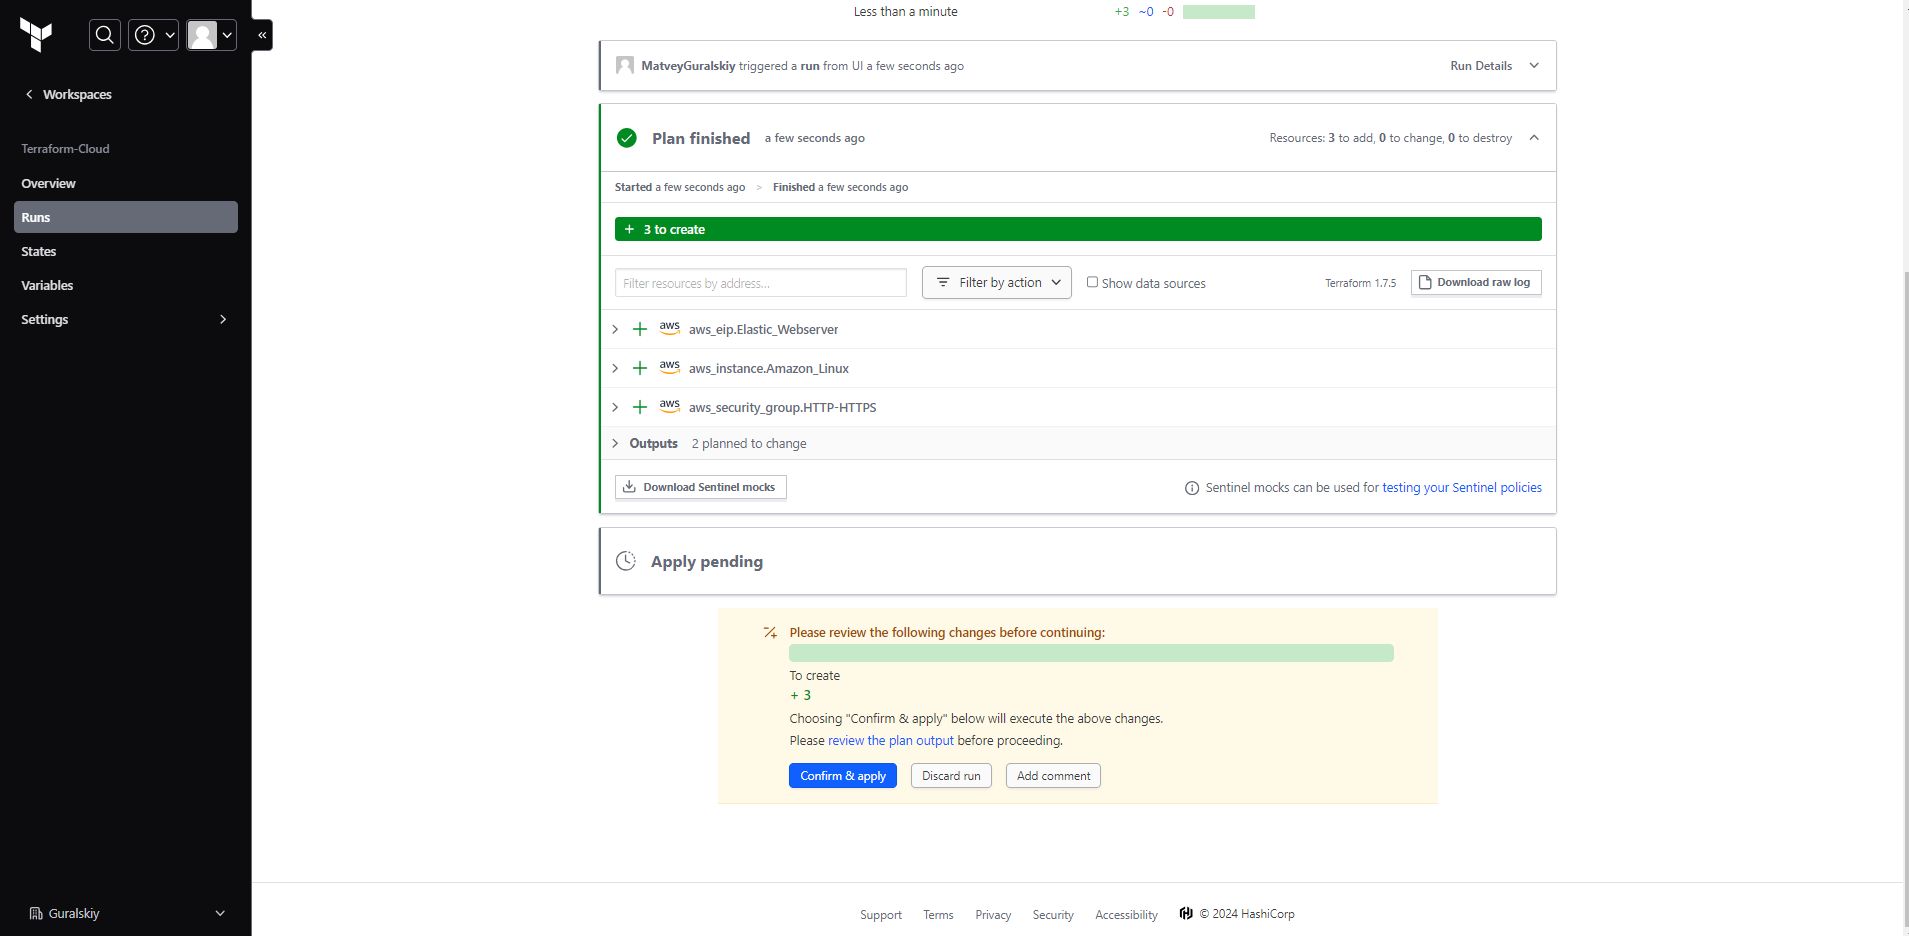 Less than a minute +3 ~0 -0
«
MatveyGuralskiy triggered a run from UI a few seconds ago Run Details
Workspaces
Plan finished a few seconds ago Resources: 3 to add, 0 to change, 0 to destroy
Terraform-Cloud
Overview
Started a few seconds ago > Finished a few seconds ago
Runs
+ 3 to create
States
Variables
Filter resources by address... Filter by action Show data sources Terraform 1.7.5 Download raw log
Settings
+ aws aws_eip.Elastic_Webserver
+ aws aws_instance.Amazon_Linux
+ aws aws_security_group.HTTP-HTTPS
Outputs 2 planned to change
Download Sentinel mocks Sentinel mocks can be used for testing your Sentinel policies
Apply pending
Please review the following changes before continuing:
To create
+ 3
Choosing "Confirm & apply" below will execute the above changes.
Please review the plan output before proceeding.
Confirm & apply Discard run Add comment
Guralskiy
Support Terms Privacy Security Accessibility © 2024 HashiCorp